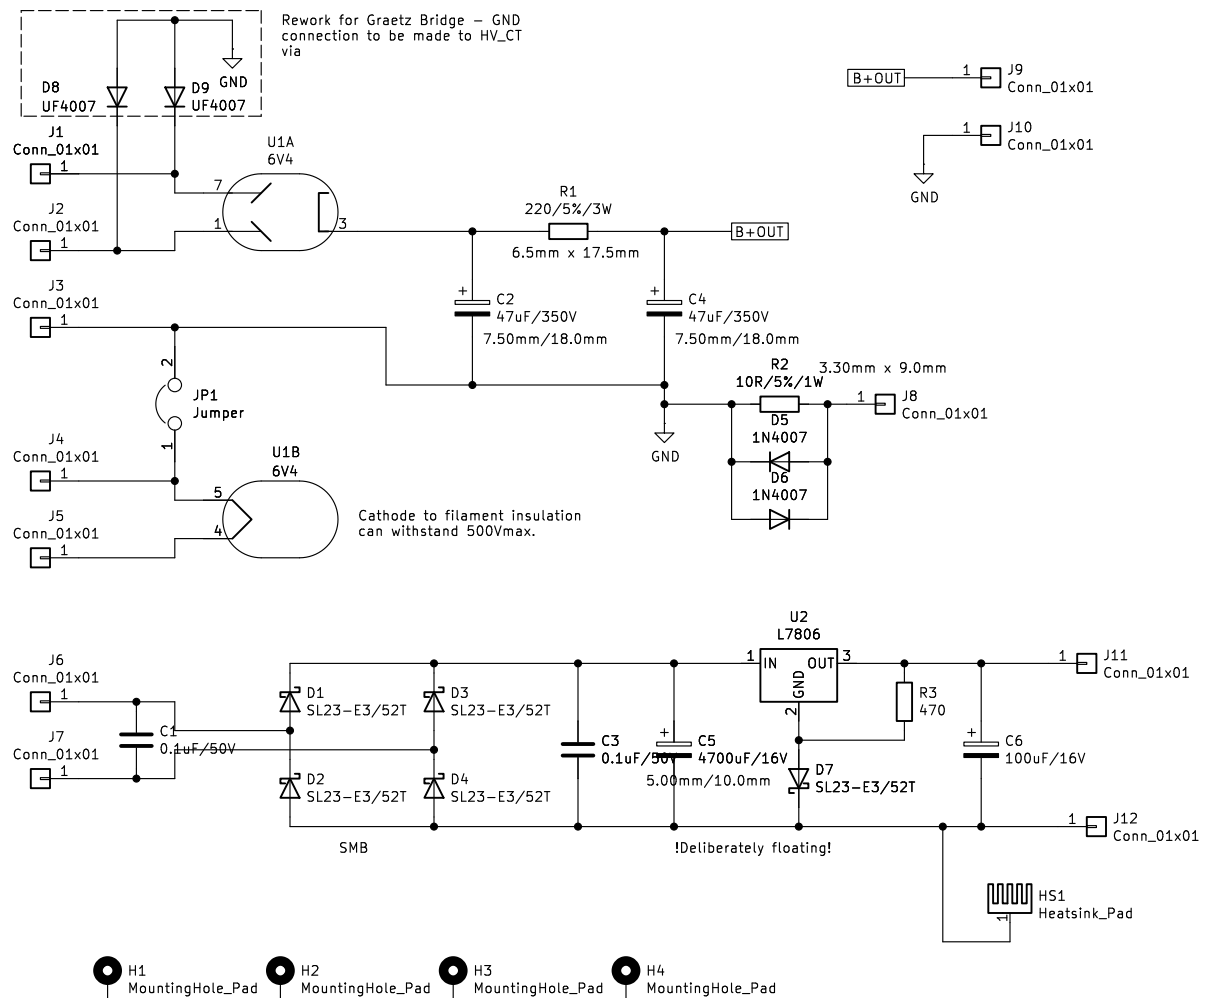 Rework for Graetz Bridge – GND
connection to be made to HV_CT
via
GND
D8
UF4007
D9
UF4007
J1
Conn_01x01
1
J2
Conn_01x01
1
U1A
6V4
7
1
3
R1
220/5%/3W
6.5mm x 17.5mm
B+OUT
B+OUT
1
J9
Conn_01x01
1
J10
Conn_01x01
GND
J3
Conn_01x01
1
+
C2
47uF/350V
7.50mm/18.0mm
+
C4
47uF/350V
7.50mm/18.0mm
2
JP1
Jumper
1
R2
10R/5%/1W
3.30mm x 9.0mm
1
J8
Conn_01x01
GND
D5
1N4007
D6
1N4007
J4
Conn_01x01
1
J5
Conn_01x01
1
U1B
6V4
5
4
Cathode to filament insulation
can withstand 500Vmax.
J6
Conn_01x01
1
J7
Conn_01x01
1
C1
0.1uF/50V
D1
SL23-E3/52T
D3
SL23-E3/52T
D2
SL23-E3/52T
D4
SL23-E3/52T
SMB
C3
0.1uF/50V
+
C5
4700uF/16V
5.00mm/10.0mm
U2
L7806
1
IN
OUT
3
GND
2
R3
470
D7
SL23-E3/52T
+
C6
100uF/16V
1
J11
Conn_01x01
1
J12
Conn_01x01
!Deliberately floating!
HS1
Heatsink_Pad
1
H1
MountingHole_Pad
H2
MountingHole_Pad
H3
MountingHole_Pad
H4
MountingHole_Pad